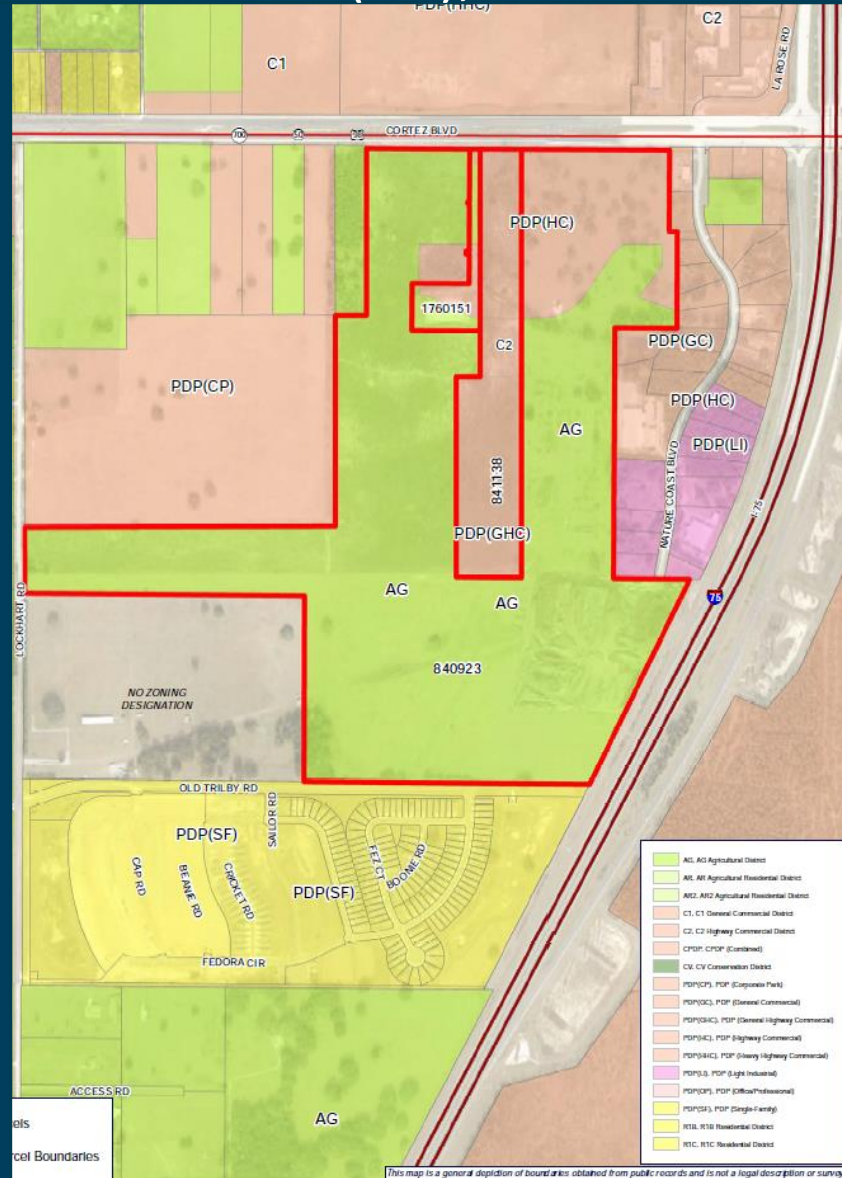 PDP(HHC)
C2
C1
LA ROSE RD
CORTEZ BLVD
700
50
98
PDP(HC)
1760151
C2
PDP(GC)
PDP(CP)
PDP(HC)
AG
PDP(LI)
841138
NATURE COAST BLVD
I-75
PDP(GHC)
LOCKHART RD
AG
AG
75
840923
NO ZONING
DESIGNATION
OLD TRILBY RD
SAILOR RD
PDP(SF)
FEZ CT
BOONIE RD
CAP RD
BEANIE RD
CRICKET RD
PDP(SF)
FEDORA CIR
ACCESS RD
AG
els
rcel Boundaries
AG, AG Agricultural District
AR, AR Agricultural Residential District
AR2, AR2 Agricultural Residential District
C1, C1 General Commercial District
C2, C2 Highway Commercial District
CPDP, CPDP (Combined)
CV, CV Conservation District
PDP(CP), PDP (Corporate Park)
PDP(GC), PDP (General Commercial)
PDP(GHC), PDP (General Highway Commercial)
PDP(HC), PDP (Highway Commercial)
PDP(HHC), PDP (Heavy Highway Commercial)
PDP(LI), PDP (Light Industrial)
PDP(OP), PDP (Office/Professional)
PDP(SF), PDP (Single-Family)
R1B, R1B Residential District
R1C, R1C Residential District
This map is a general depiction of boundaries obtained from public records and is not a legal description or survey